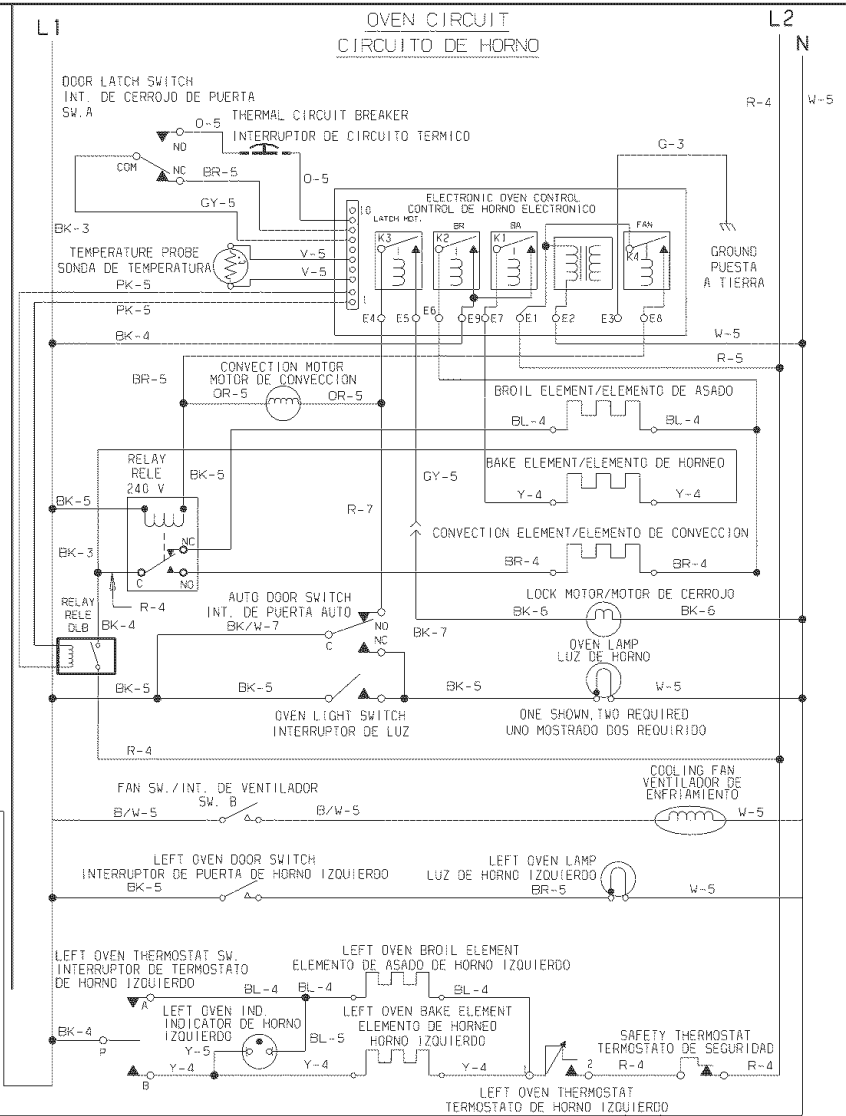 OVEN CIRCUIT
CIRCUITO DE HORNO
L1
L2
N
DOOR LATCH SWITCH
INT. DE CERROJO DE PUERTA
SW.A
O-5
THERMAL CIRCUIT BREAKER
INTERRUPTOR DE CIRCUITO TERMICO
R-4
W-5
NO
COM
NC
BR-5
O-5
G-3
GY-5
BK-3
ELECTRONIC OVEN CONTROL
CONTROL DE HORNO ELECTRONICO
10
LATCH MOT.
BR
BA
FAN
K3
K2
K1
K4
TEMPERATURE PROBE
SONDA DE TEMPERATURA
V-5
V-5
GROUND
PUESTA
A TIERRA
PK-5
1
PK-5
E4
E5
E6
E9
E7
E1
E2
E3
E8
BK-4
W-5
R-5
CONVECTION MOTOR
MOTOR DE CONVECCION
BR-5
OR-5
OR-5
BROIL ELEMENT/ELEMENTO DE ASADO
BL-4
BL-4
RELAY
RELE
240 V
BK-5
GY-5
BAKE ELEMENT/ELEMENTO DE HORNEO
Y-4
Y-4
BK-5
R-7
CONVECTION ELEMENT/ELEMENTO DE CONVECCION
NC
BK-3
BR-4
BR-4
C
NO
R-4
RELAY
RELE
DLB
BK-4
AUTO DOOR SWITCH
INT. DE PUERTA AUTO
BK/W-7
NO
C
NC
BK-7
LOCK MOTOR/MOTOR DE CERROJO
BK-6
BK-6
OVEN LAMP
LUZ DE HORNO
BK-5
BK-5
BK-5
W-5
OVEN LIGHT SWITCH
INTERRUPTOR DE LUZ
ONE SHOWN, TWO REQUIRED
UNO MOSTRADO DOS REQUIRIDO
R-4
FAN SW./INT. DE VENTILADOR
SW. B
B/W-5
B/W-5
COOLING FAN
VENTILADOR DE
ENFRIAMIENTO
W-5
LEFT OVEN DOOR SWITCH
INTERRUPTOR DE PUERTA DE HORNO IZQUIERDO
BK-5
LEFT OVEN LAMP
LUZ DE HORNO IZQUIERDO
BR-5
W-5
LEFT OVEN THERMOSTAT SW.
INTERRUPTOR DE TERMOSTATO
DE HORNO IZQUIERDO
LEFT OVEN BROIL ELEMENT
ELEMENTO DE ASADO DE HORNO IZQUIERDO
BL-4
BL-4
BL-4
A
LEFT OVEN IND.
INDICATOR DE HORNO
IZQUIERDO
LEFT OVEN BAKE ELEMENT
ELEMENTO DE HORNEO
HORNO IZQUIERDO
BK-4
P
Y-5
BL-5
SAFETY THERMOSTAT
TERMOSTATO DE SEGURIDAD
B
Y-4
Y-4
Y-4
1
2
R-4
R-4
LEFT OVEN THERMOSTAT
TERMOSTATO DE HORNO IZQUIERDO